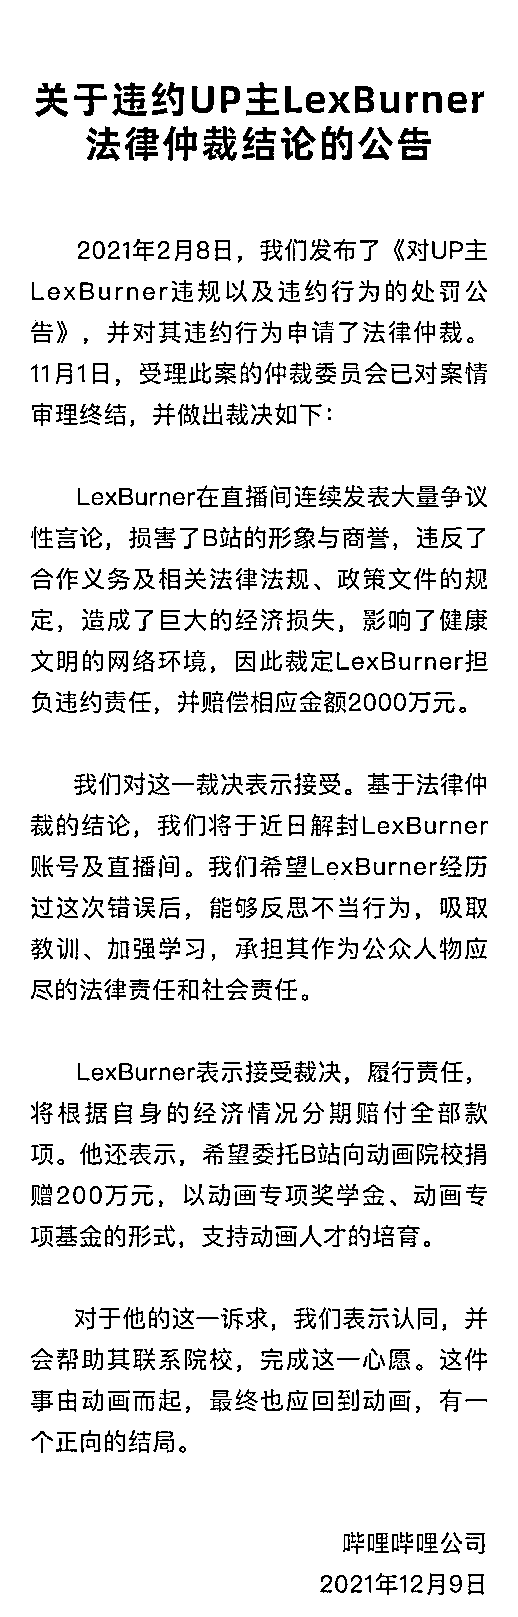 关于违约UP主LexBurner
法律仲裁结论的公告
2021年2月8日，我们发布了《对UP主
LexBurner违规以及违约行为的处罚公
告》，并对其违约行为申请了法律仲裁。
11月1日，受理此案的仲裁委员会已对案情
审理终结，并做出裁决如下：
LexBurner在直播间连续发表大量争议
性言论，损害了B站的形象与商誉，违反了
合作义务及相关法律法规、政策文件的规
定，造成了巨大的经济损失，影响了健康
文明的网络环境，因此裁定LexBurner担
负违约责任，并赔偿相应金额2000万元。
我们对这一裁决表示接受。基于法律仲
裁的结论，我们将于近日解封LexBurner
账号及直播间。我们希望LexBurner经历
过这次错误后，能够反思不当行为，吸取
教训、加强学习，承担其作为公众人物应
尽的法律责任和社会责任。
LexBurner表示接受裁决，履行责任，
将根据自身的经济情况分期赔付全部款
项。他还表示，希望委托B站向动画院校捐
赠200万元，以动画专项奖学金、动画专
项基金的形式，支持动画人才的培育。
对于他的这一诉求，我们表示认同，并
会帮助其联系院校，完成这一心愿。这件
事由动画而起，最终也应回到动画，有一
个正向的结局。
哔哩哔哩公司
2021年12月9日